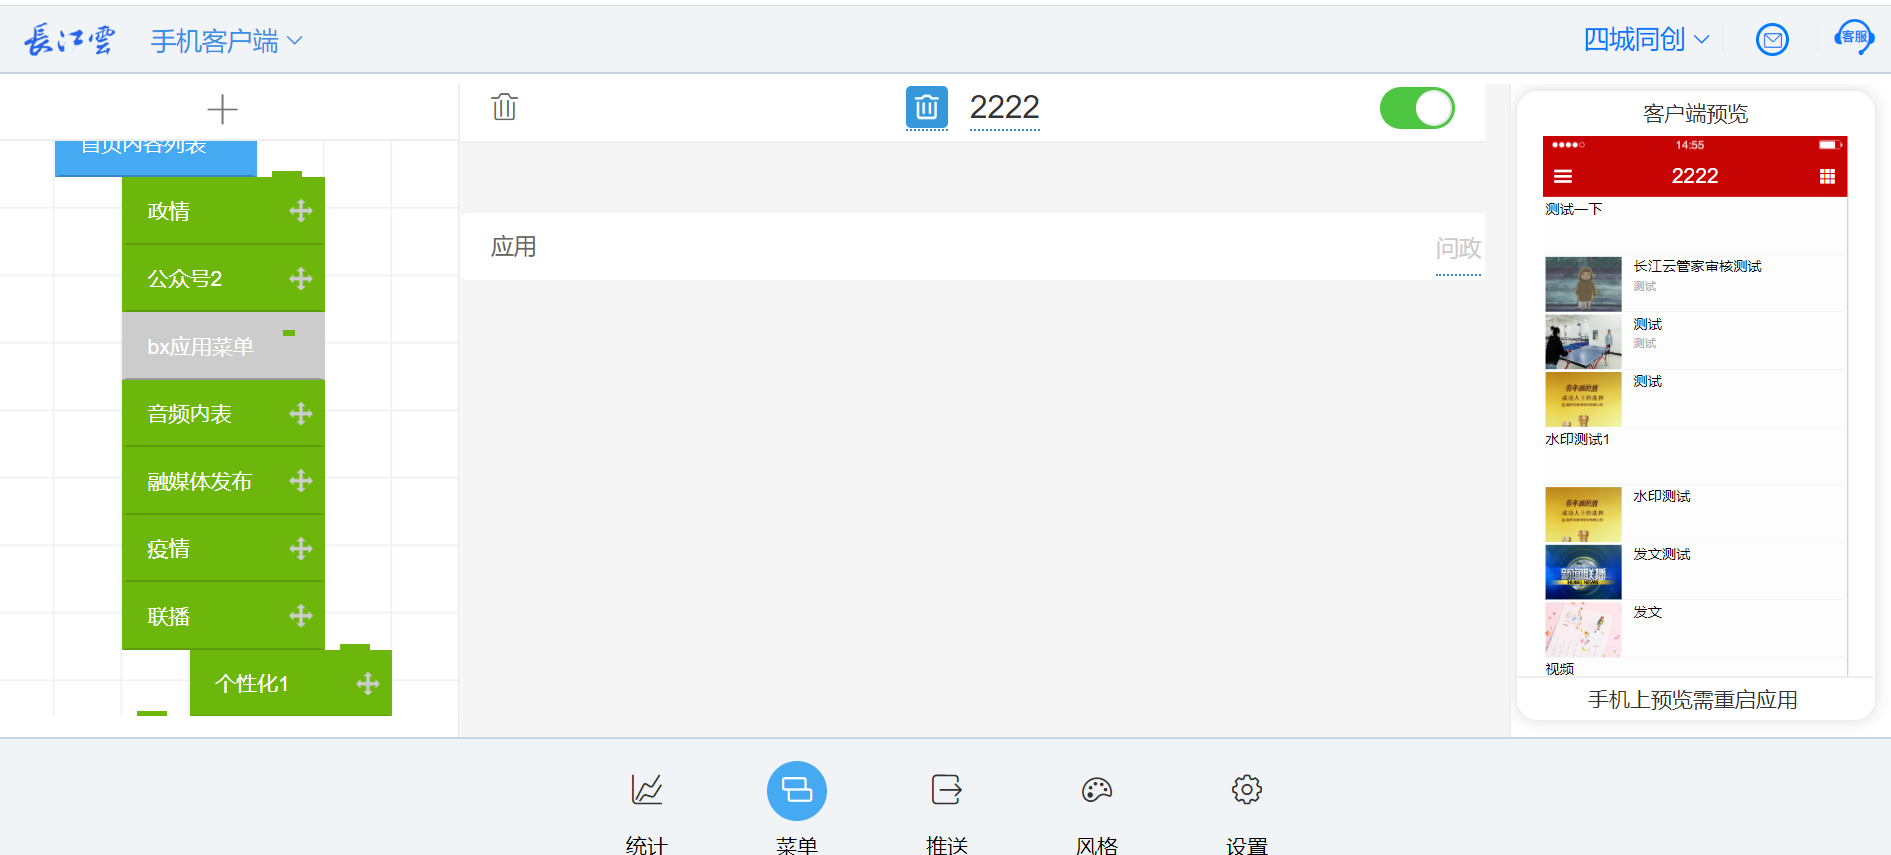 長江雲
手机客户端
四城同创
客服
首页内容列表
政情
公众号2
bx应用菜单
音频内表
融媒体发布
疫情
联播
个性化1
2222
应用
问政
客户端预览
14:55
2222
测试一下
长江云管家审核测试
测试
测试
测试
测试
水印测试1
水印测试
发文测试
新闻联播
HUBEI NEWS
发文
视频
手机上预览需重启应用
统计
菜单
推送
风格
设置